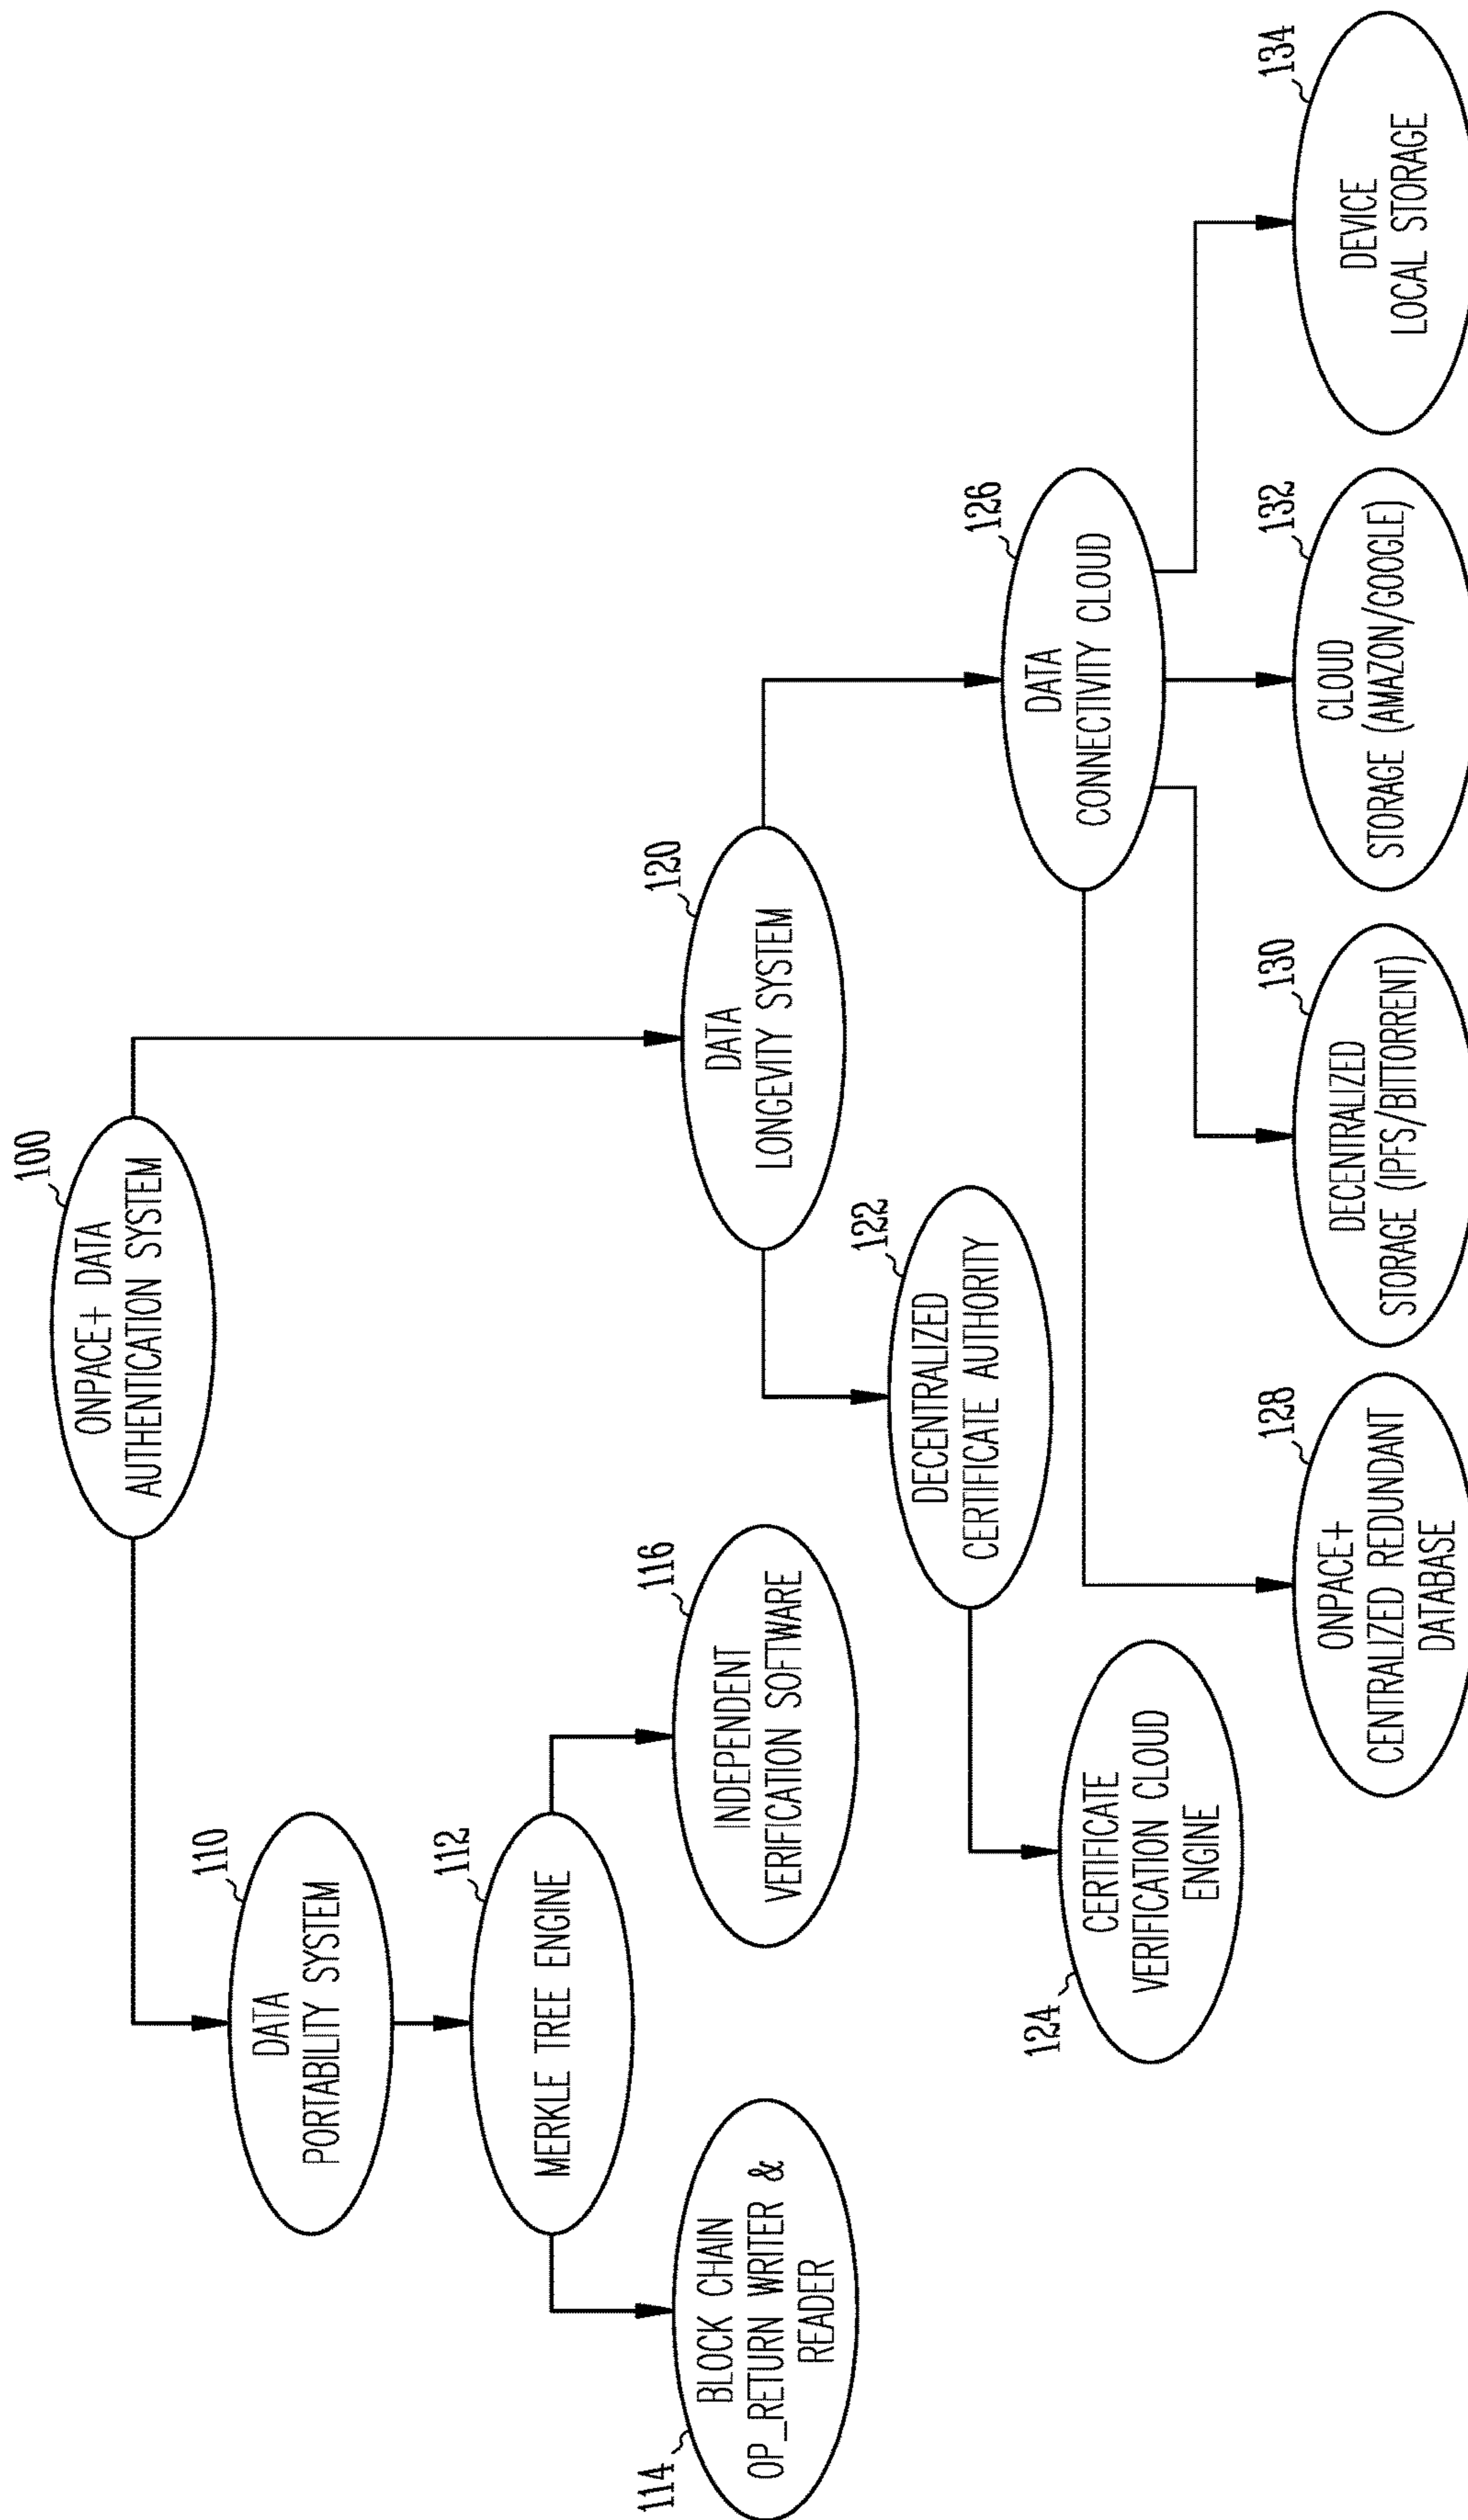 100
ONPACE+ DATA
AUTHENTICATION SYSTEM
110
DATA
PORTABILITY SYSTEM
112
MERKLE TREE ENGINE
114
BLOCK CHAIN
OP_RETURN WRITER &
READER
116
INDEPENDENT
VERIFICATION SOFTWARE
120
DATA
LONGEVITY SYSTEM
122
DECENTRALIZED
CERTIFICATE AUTHORITY
124
CERTIFICATE
VERIFICATION CLOUD
ENGINE
126
DATA
CONNECTIVITY CLOUD
128
ONPACE+
CENTRALIZED REDUNDANT
DATABASE
130
DECENTRALIZED
STORAGE (IPFS/BITTORRENT)
132
CLOUD
STORAGE (AMAZON/GOOGLE)
134
DEVICE
LOCAL STORAGE